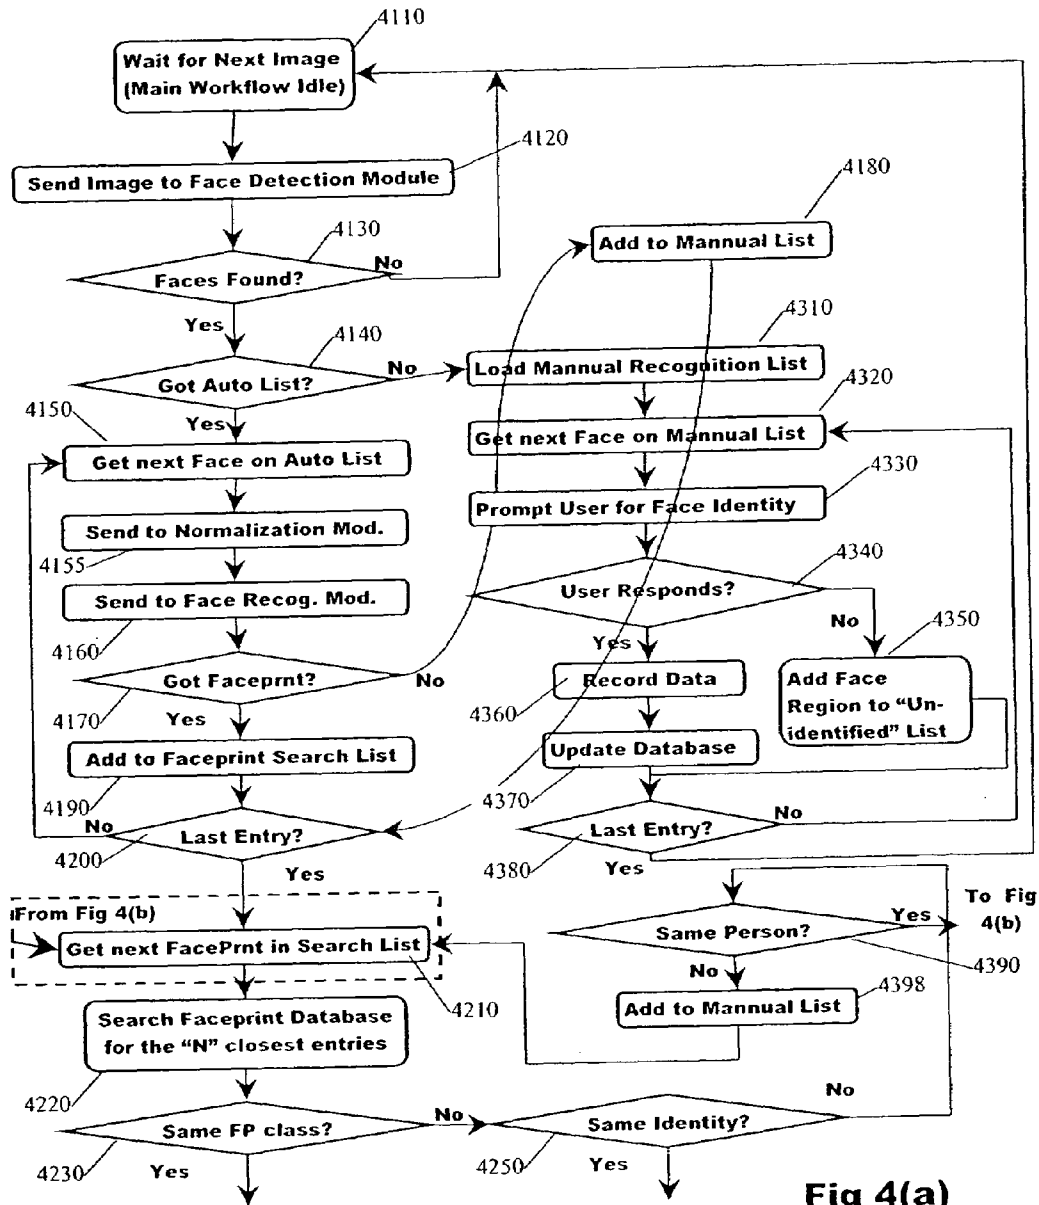 4110
Wait for Next Image
(Main Workflow Idle)
4120
Send Image to Face Detection Module
4180
Add to Mannual List
4130
Faces Found?
No
Yes
4140
Got Auto List?
No
4310
Load Mannual Recognition List
4150
Yes
4320
Get next Face on Auto List
Get next Face on Mannual List
4330
Prompt User for Face Identity
Send to Normalization Mod.
4155
4340
User Responds?
Send to Face Recog. Mod.
4160
No
4350
Yes
Got Faceprnt?
No
4170
Record Data
4360
Add Face
Region to "Un-
identified" List
Yes
Add to Faceprint Search List
4190
Update Database
4370
No
Last Entry?
4200
Last Entry?
No
4380
Yes
Yes
From Fig 4(b)
Get next FacePrnt in Search List
4210
Same Person?
Yes
To Fig
4(b)
4390
No
4398
Add to Mannual List
Search Faceprint Database
for the "N" closest entries
4220
No
Same FP class?
No
Same Identity?
4230
Yes
4250
Yes
Fig 4(a)